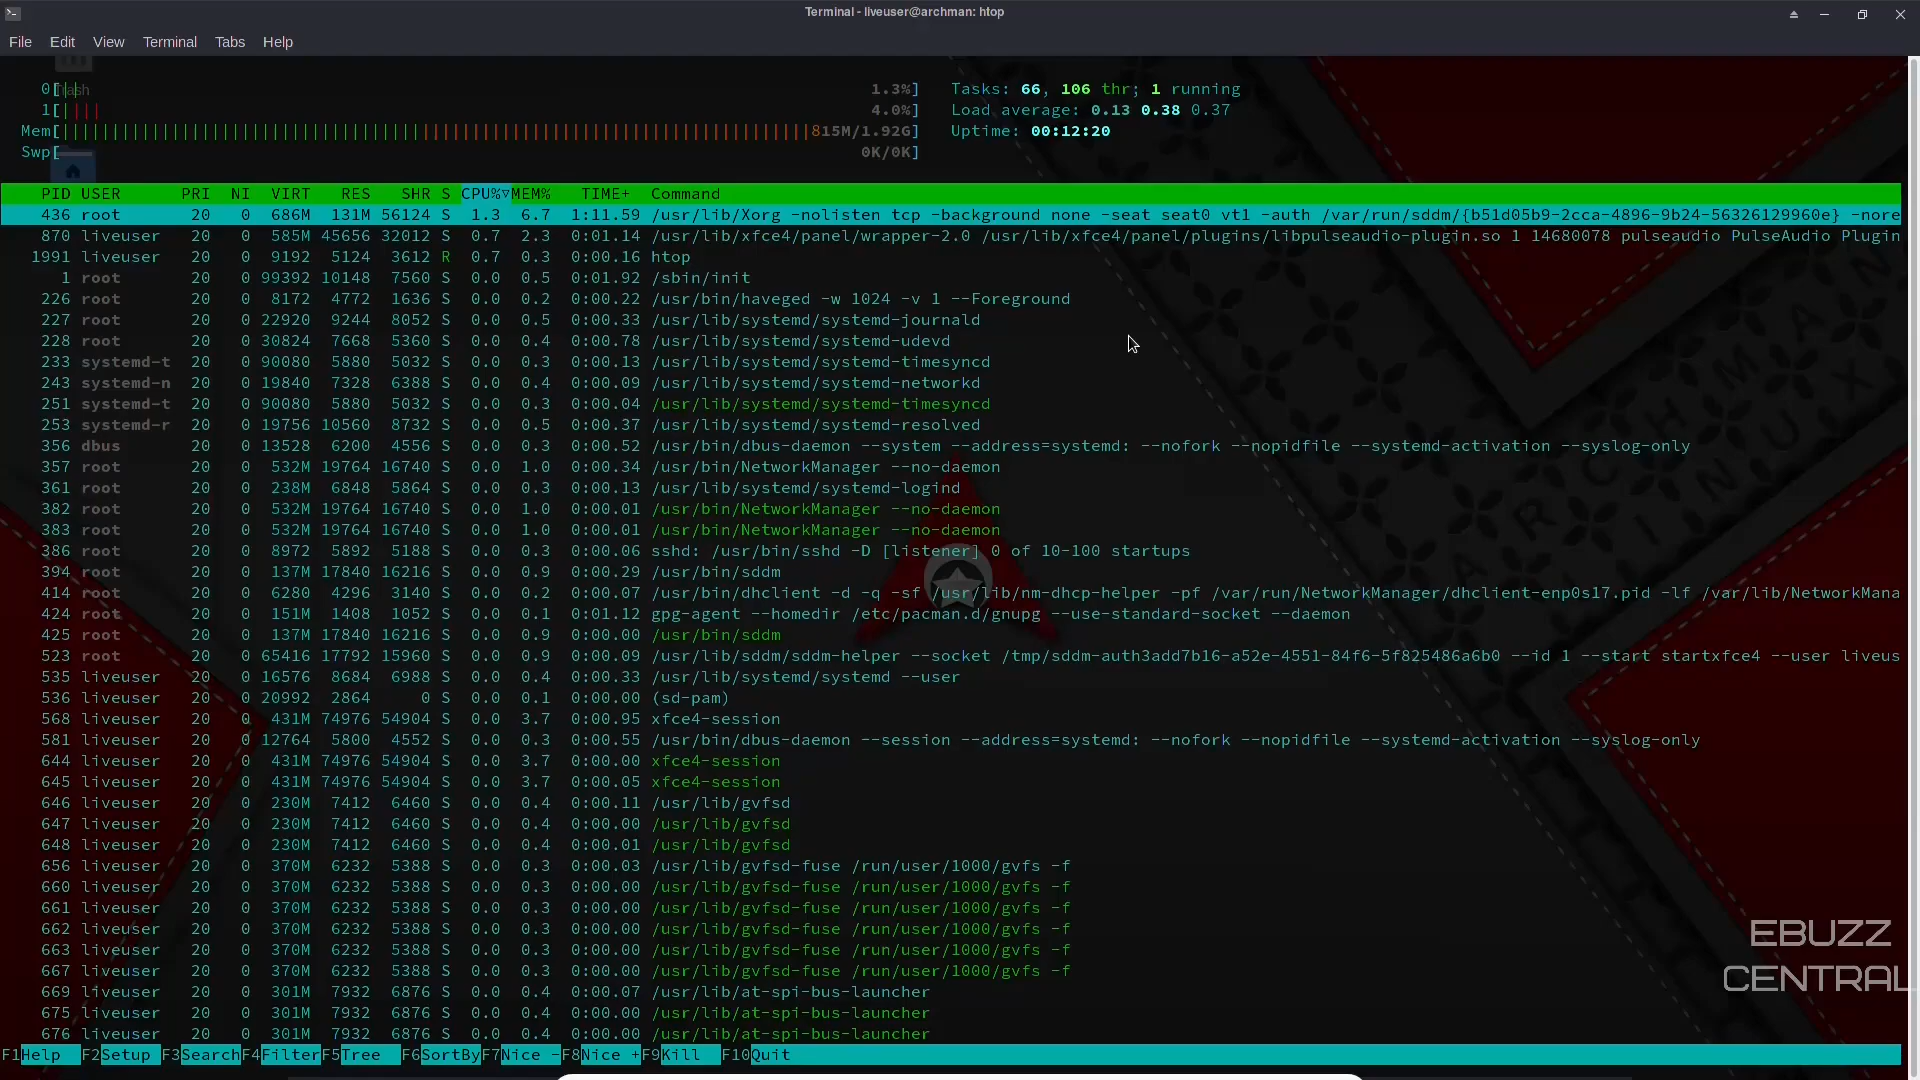 Terminal - liveuser@archman: htop
File Edit View Terminal Tabs Help
0[|| 1.3%] Tasks: 66, 106 thr; 1 running
1[|||| 4.0%] Load average: 0.13 0.38 0.37
Mem[ 815M/1.92G] Uptime: 00:12:20
Swp[ 0K/0K]
PID USER PRI NI VIRT RES SHR S CPU%▽MEM% TIME+ Command
436 root 20 0 686M 131M 56124 S 1.3 6.7 1:11.59 /usr/lib/Xorg -nolisten tcp -background none -seat seat0 vt1 -auth /var/run/sddm/{b51d05b9-2cca-4896-9b24-56326129960e} -nore
870 liveuser 20 0 585M 45656 32012 S 0.7 2.3 0:01.14 /usr/lib/xfce4/panel/wrapper-2.0 /usr/lib/xfce4/panel/plugins/libpulseaudio-plugin.so 1 14680078 pulseaudio PulseAudio Plugin
1991 liveuser 20 0 9192 5124 3612 R 0.7 0.3 0:00.16 htop
1 root 20 0 99392 10148 7560 S 0.0 0.5 0:01.92 /sbin/init
226 root 20 0 8172 4772 1636 S 0.0 0.2 0:00.22 /usr/bin/haveged -w 1024 -v 1 --Foreground
227 root 20 0 22920 9244 8052 S 0.0 0.5 0:00.33 /usr/lib/systemd/systemd-journald
228 root 20 0 30824 7668 5360 S 0.0 0.4 0:00.78 /usr/lib/systemd/systemd-udevd
233 systemd-t 20 0 90080 5880 5032 S 0.0 0.3 0:00.13 /usr/lib/systemd/systemd-timesyncd
243 systemd-n 20 0 19840 7328 6388 S 0.0 0.4 0:00.09 /usr/lib/systemd/systemd-networkd
251 systemd-t 20 0 90080 5880 5032 S 0.0 0.3 0:00.04 /usr/lib/systemd/systemd-timesyncd
253 systemd-r 20 0 19756 10560 8732 S 0.0 0.5 0:00.37 /usr/lib/systemd/systemd-resolved
356 dbus 20 0 13528 6200 4556 S 0.0 0.3 0:00.52 /usr/bin/dbus-daemon --system --address=systemd: --nofork --nopidfile --systemd-activation --syslog-only
357 root 20 0 532M 19764 16740 S 0.0 1.0 0:00.34 /usr/bin/NetworkManager --no-daemon
361 root 20 0 238M 6848 5864 S 0.0 0.3 0:00.13 /usr/lib/systemd/systemd-logind
382 root 20 0 532M 19764 16740 S 0.0 1.0 0:00.01 /usr/bin/NetworkManager --no-daemon
383 root 20 0 532M 19764 16740 S 0.0 1.0 0:00.01 /usr/bin/NetworkManager --no-daemon
386 root 20 0 8972 5892 5188 S 0.0 0.3 0:00.06 sshd: /usr/bin/sshd -D [listener] 0 of 10-100 startups
394 root 20 0 137M 17840 16216 S 0.0 0.9 0:00.29 /usr/bin/sddm
414 root 20 0 6280 4296 3140 S 0.0 0.2 0:00.07 /usr/bin/dhclient -d -q -sf /usr/lib/nm-dhcp-helper -pf /var/run/NetworkManager/dhclient-enp0s17.pid -lf /var/lib/NetworkMana
424 root 20 0 151M 1408 1052 S 0.0 0.1 0:01.12 gpg-agent --homedir /etc/pacman.d/gnupg --use-standard-socket --daemon
425 root 20 0 137M 17840 16216 S 0.0 0.9 0:00.00 /usr/bin/sddm
523 root 20 0 65416 17792 15960 S 0.0 0.9 0:00.09 /usr/lib/sddm/sddm-helper --socket /tmp/sddm-auth3add7b16-a52e-4551-84f6-5f825486a6b0 --id 1 --start startxfce4 --user liveus
535 liveuser 20 0 16576 8684 6988 S 0.0 0.4 0:00.33 /usr/lib/systemd/systemd --user
536 liveuser 20 0 20992 2864 0 S 0.0 0.1 0:00.00 (sd-pam)
568 liveuser 20 0 431M 74976 54904 S 0.0 3.7 0:00.95 xfce4-session
581 liveuser 20 0 12764 5800 4552 S 0.0 0.3 0:00.55 /usr/bin/dbus-daemon --session --address=systemd: --nofork --nopidfile --systemd-activation --syslog-only
644 liveuser 20 0 431M 74976 54904 S 0.0 3.7 0:00.00 xfce4-session
645 liveuser 20 0 431M 74976 54904 S 0.0 3.7 0:00.05 xfce4-session
646 liveuser 20 0 230M 7412 6460 S 0.0 0.4 0:00.11 /usr/lib/gvfsd
647 liveuser 20 0 230M 7412 6460 S 0.0 0.4 0:00.00 /usr/lib/gvfsd
648 liveuser 20 0 230M 7412 6460 S 0.0 0.4 0:00.01 /usr/lib/gvfsd
656 liveuser 20 0 370M 6232 5388 S 0.0 0.3 0:00.03 /usr/lib/gvfsd-fuse /run/user/1000/gvfs -f
660 liveuser 20 0 370M 6232 5388 S 0.0 0.3 0:00.00 /usr/lib/gvfsd-fuse /run/user/1000/gvfs -f
661 liveuser 20 0 370M 6232 5388 S 0.0 0.3 0:00.00 /usr/lib/gvfsd-fuse /run/user/1000/gvfs -f
662 liveuser 20 0 370M 6232 5388 S 0.0 0.3 0:00.00 /usr/lib/gvfsd-fuse /run/user/1000/gvfs -f
663 liveuser 20 0 370M 6232 5388 S 0.0 0.3 0:00.00 /usr/lib/gvfsd-fuse /run/user/1000/gvfs -f
667 liveuser 20 0 370M 6232 5388 S 0.0 0.3 0:00.00 /usr/lib/gvfsd-fuse /run/user/1000/gvfs -f
669 liveuser 20 0 301M 7932 6876 S 0.0 0.4 0:00.07 /usr/lib/at-spi-bus-launcher
675 liveuser 20 0 301M 7932 6876 S 0.0 0.4 0:00.00 /usr/lib/at-spi-bus-launcher
676 liveuser 20 0 301M 7932 6876 S 0.0 0.4 0:00.00 /usr/lib/at-spi-bus-launcher
F1Help F2Setup F3SearchF4FilterF5Tree F6SortByF7Nice -F8Nice +F9Kill F10Quit
EBUZZ
CENTRAL
ARCHMAN
LINUX